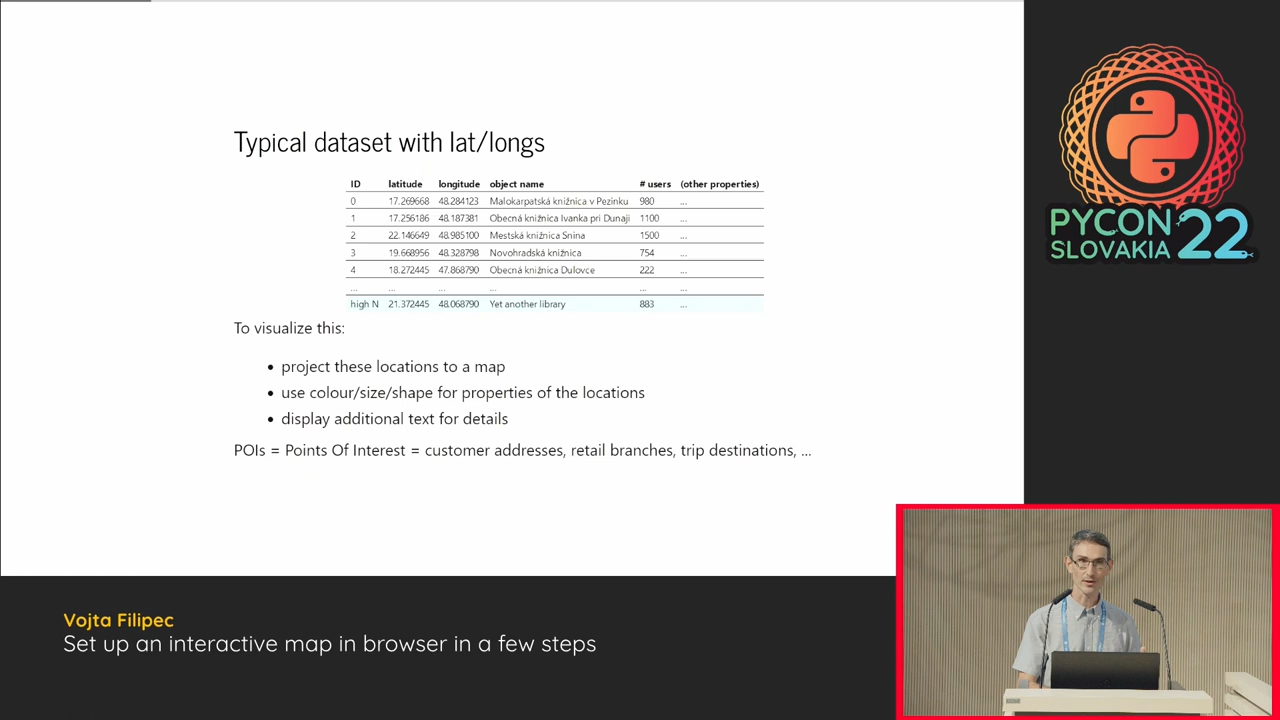 Typical dataset with lat/longs
ID latitude longitude object name # users (other properties)
0 17.269668 48.284123 Malokarpatská knižnica v Pezinku 980 ...
1 17.256186 48.187381 Obecná knižnica Ivanka pri Dunaji 1100 ...
2 22.146649 48.985100 Mestská knižnica Snina 1500 ...
3 19.668956 48.328798 Novohradská knižnica 754 ...
4 18.272445 47.868790 Obecná knižnica Dulovce 222 ...
... ... ... ... ... ...
high N 21.372445 48.068790 Yet another library 883 ...
To visualize this:
• project these locations to a map
• use colour/size/shape for properties of the locations
• display additional text for details
POIs = Points Of Interest = customer addresses, retail branches, trip destinations, ...
PYCON
SLOVAKIA 22
Vojta Filipec
Set up an interactive map in browser in a few steps